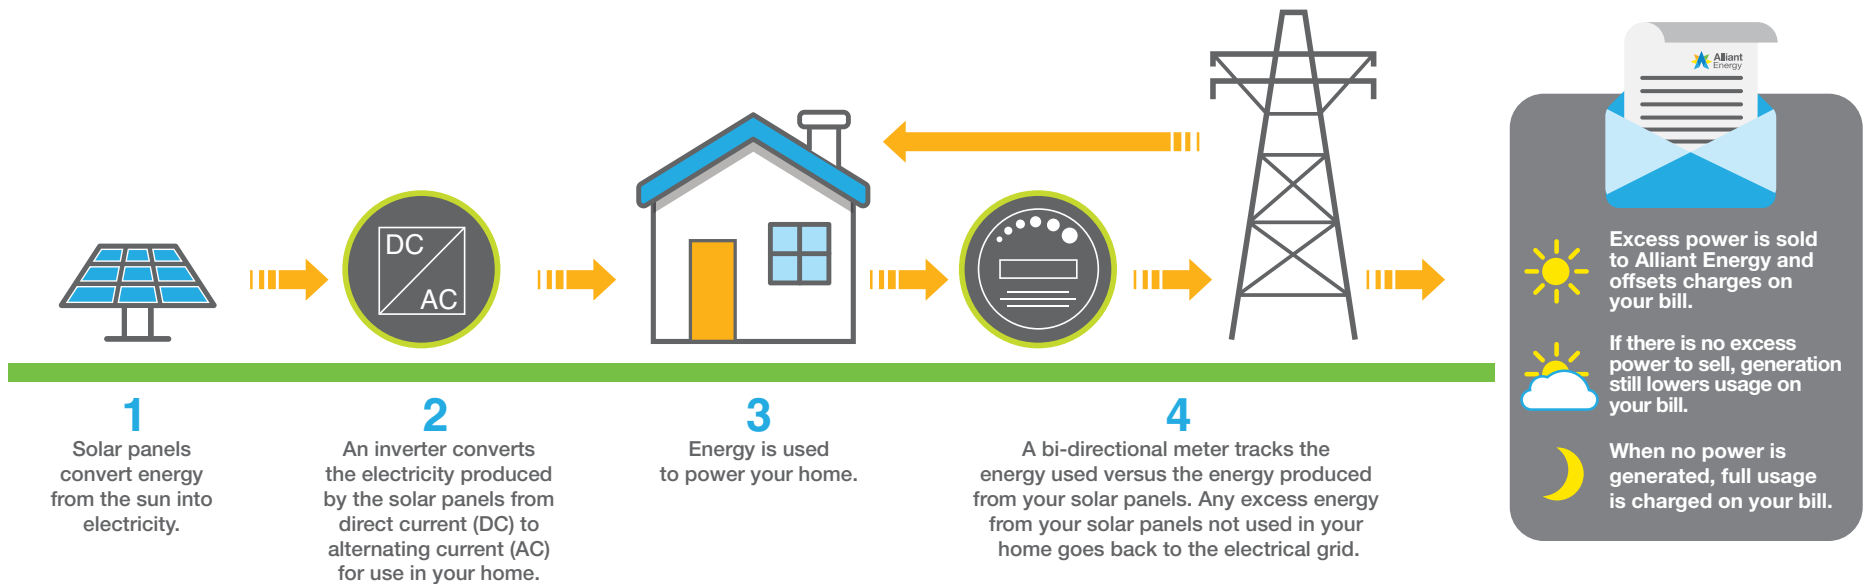 Alliant
Energy
DC
AC
1
Solar panels
convert energy
from the sun into
electricity.
2
An inverter converts
the electricity produced
by the solar panels from
direct current (DC) to
alternating current (AC)
for use in your home.
3
Energy is used
to power your home.
4
A bi-directional meter tracks the
energy used versus the energy produced
from your solar panels. Any excess energy
from your solar panels not used in your
home goes back to the electrical grid.
Excess power is sold
to Alliant Energy and
offsets charges on
your bill.
If there is no excess
power to sell, generation
still lowers usage on
your bill.
When no power is
generated, full usage
is charged on your bill.